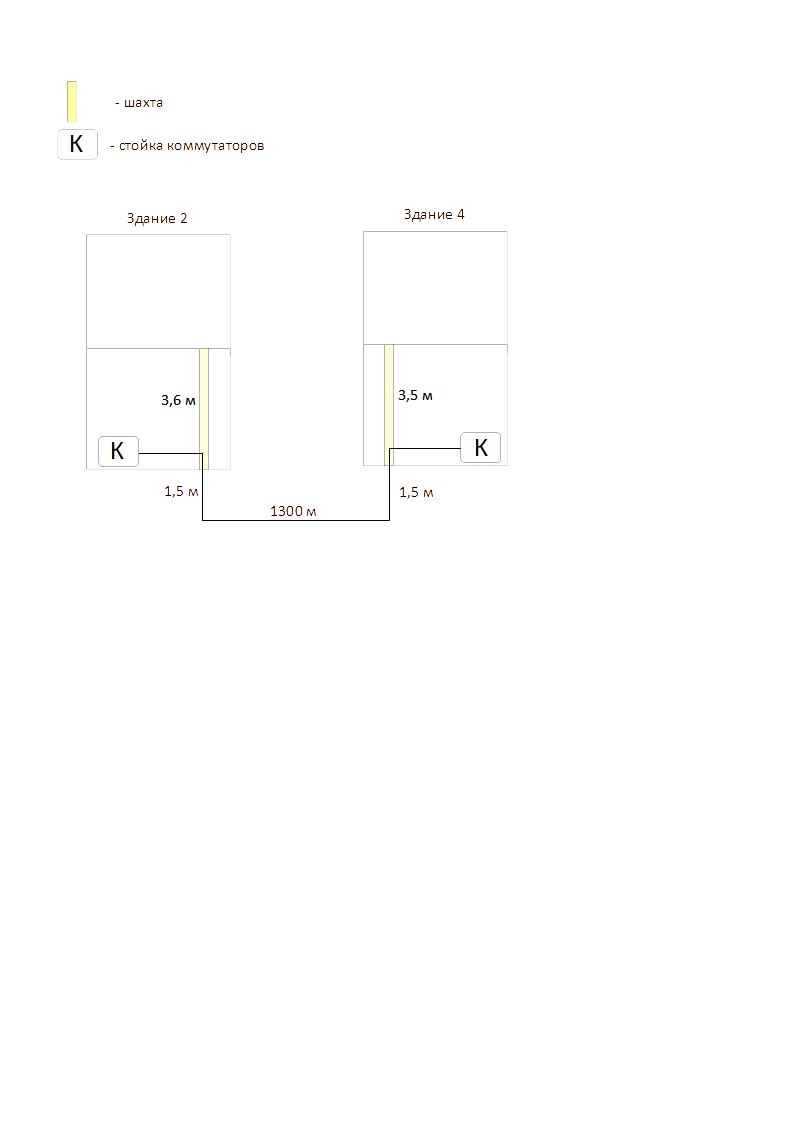 - шахта
К
- стойка коммутаторов
Здание 2
Здание 4
3,6 м
3,5 м
К
К
1,5 м
1,5 м
1300 м